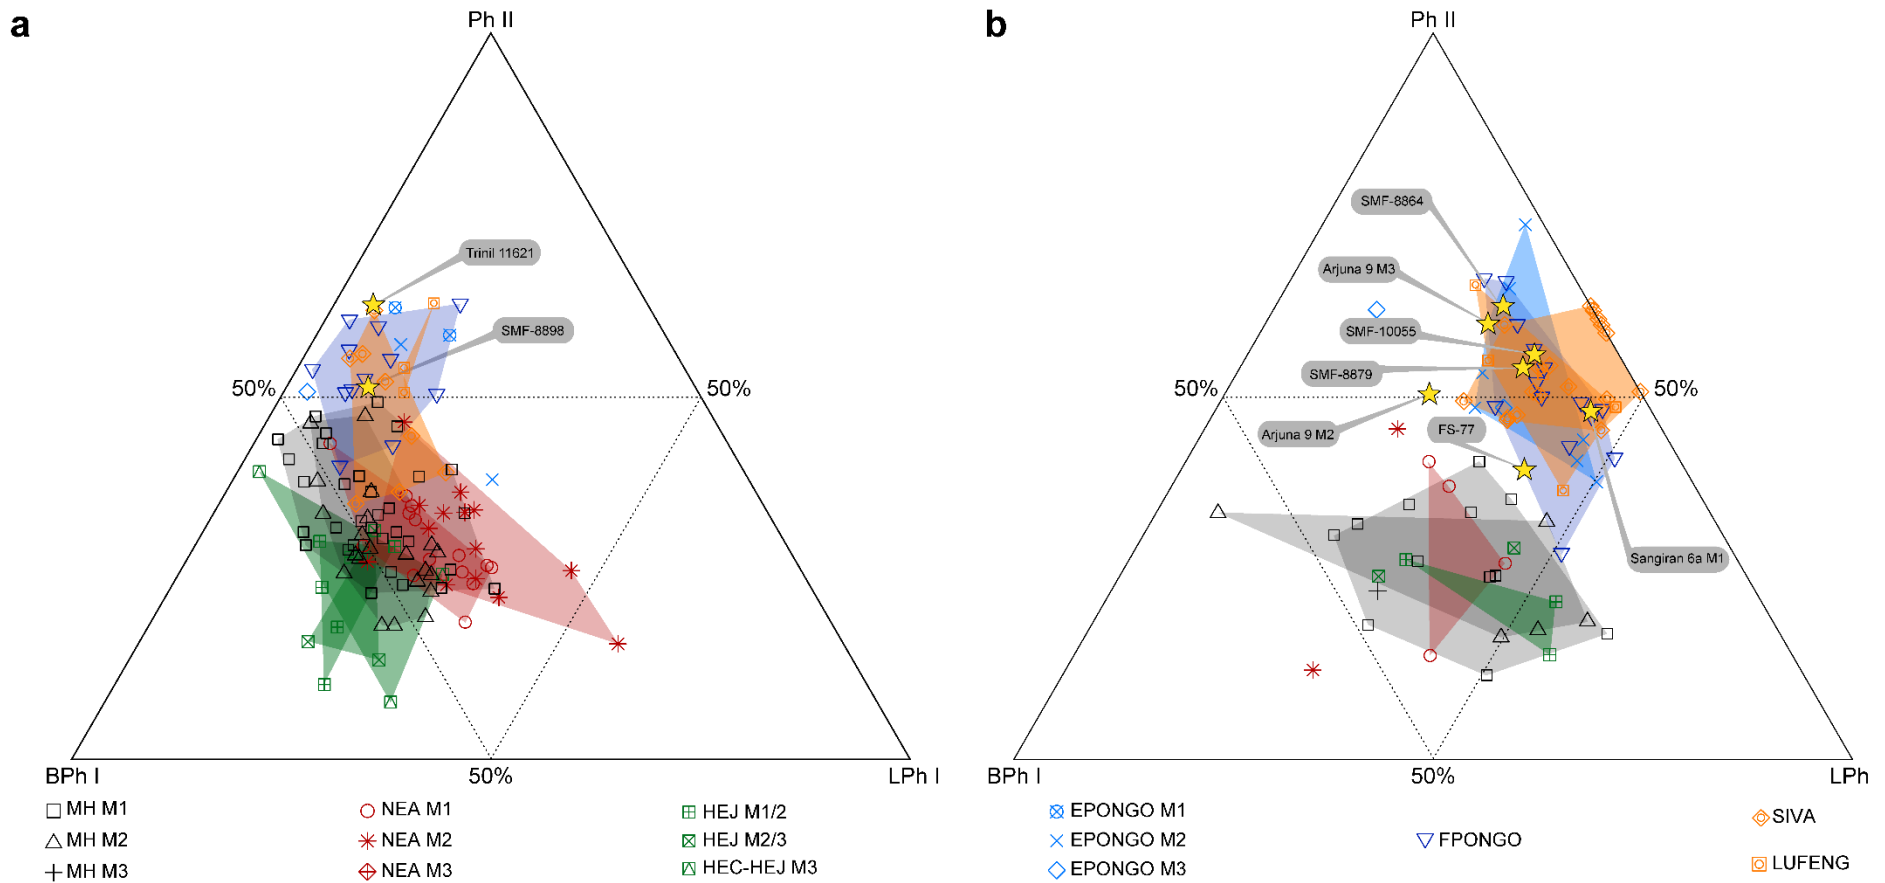 a
Ph II
Trinil 11621
SMF-8898
50%
50%
BPh I
50%
LPh I
b
Ph II
SMF-8864
Arjuna 9 M3
SMF-10055
SMF-8879
50%
50%
Arjuna 9 M2
FS-77
Sangiran 6a M1
BPh I
50%
LPh
MH M1
MH M2
MH M3
NEA M1
NEA M2
NEA M3
HEJ M1/2
HEJ M2/3
HEC-HEJ M3
EPONGO M1
EPONGO M2
EPONGO M3
FPONGO
SIVA
LUFENG